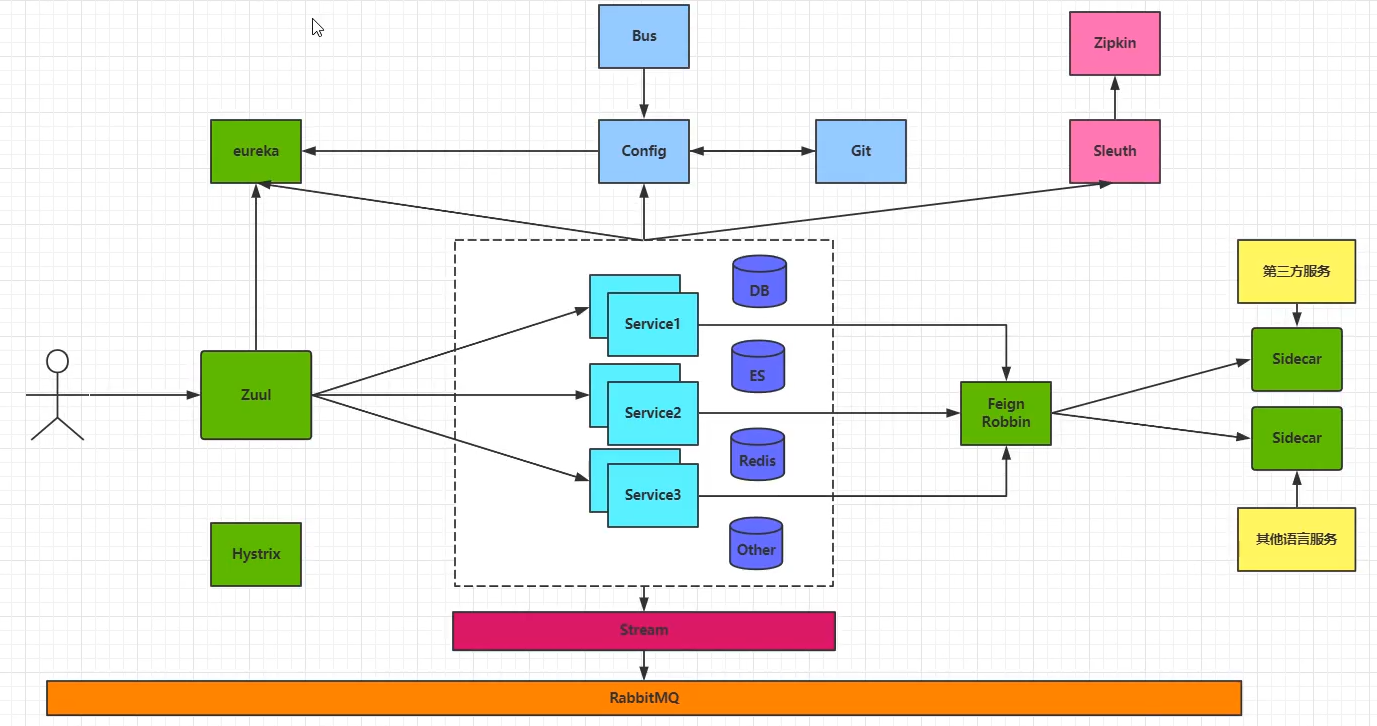 Bus
Zipkin
eureka
Config
Git
Sleuth
DB
第三方服务
Service1
Sidecar
ES
Zuul
Service2
Feign
Robbin
Sidecar
Redis
Service3
Hystrix
Other
其他语言服务
Stream
RabbitMQ